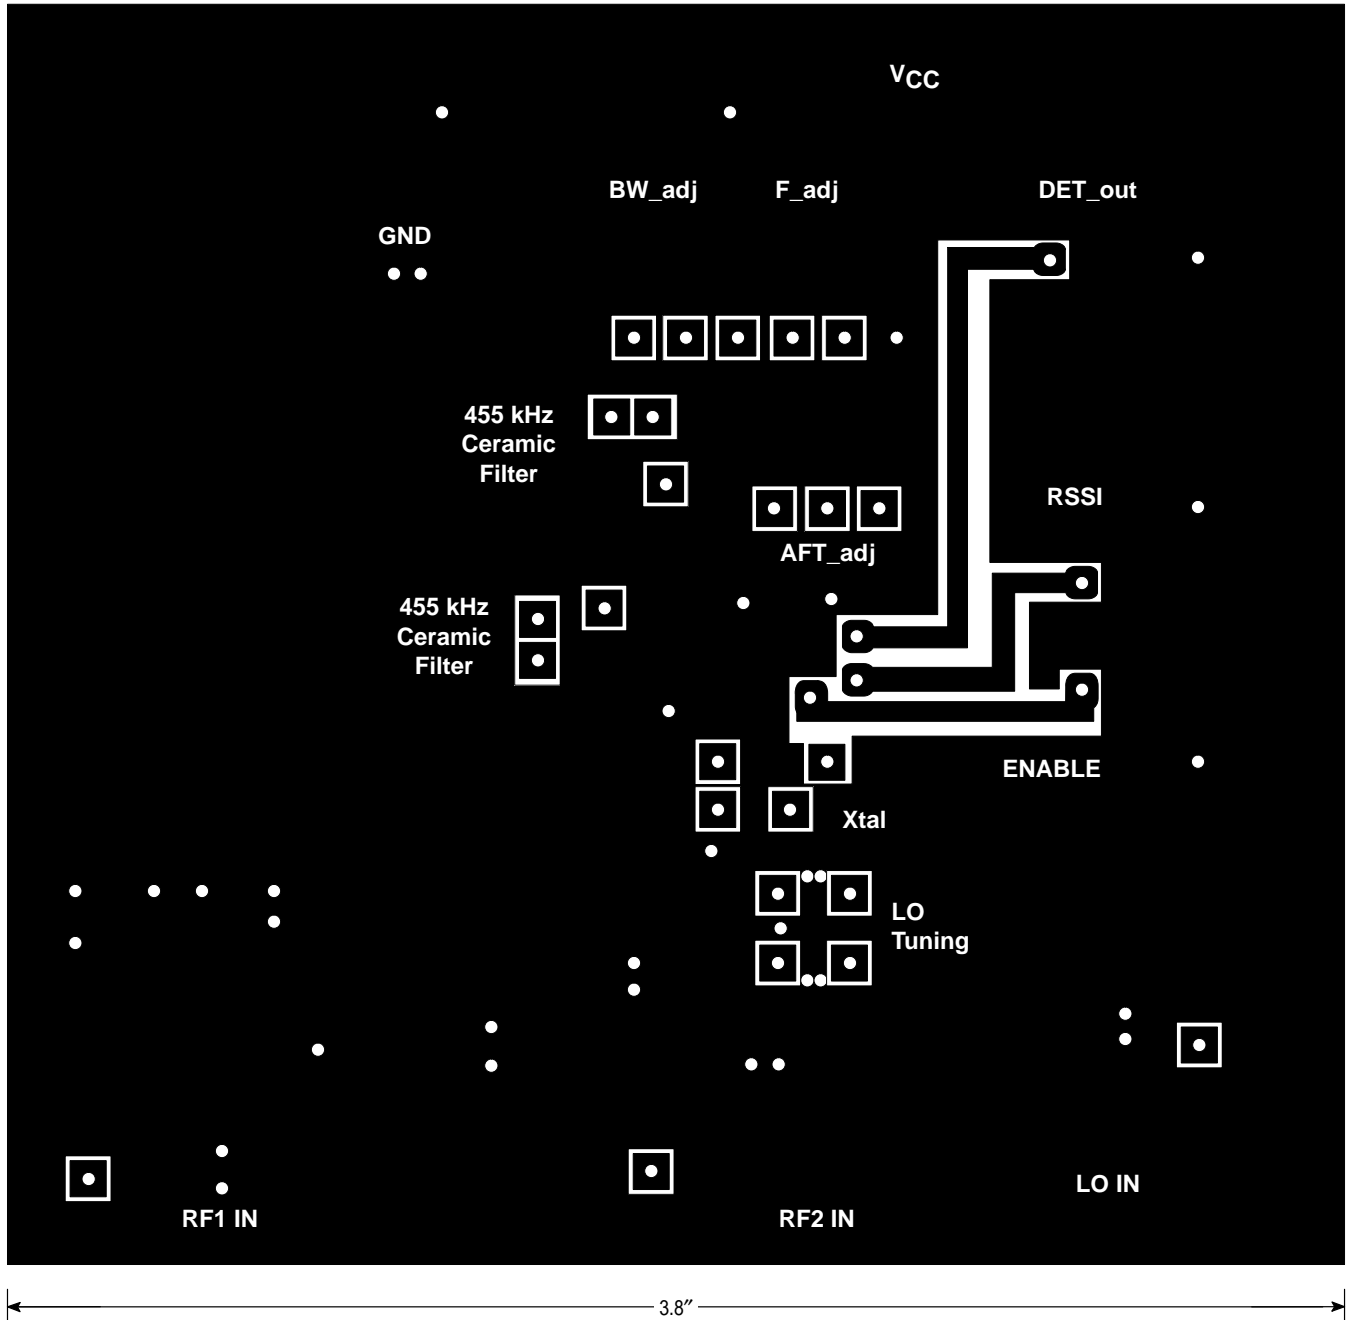 VCC
BW_adj
F_adj
DET_out
GND
455 kHz
Ceramic
Filter
RSSI
AFT_adj
455 kHz
Ceramic
Filter
ENABLE
Xtal
LO
Tuning
LO IN
RF1 IN
RF2 IN
3.8″